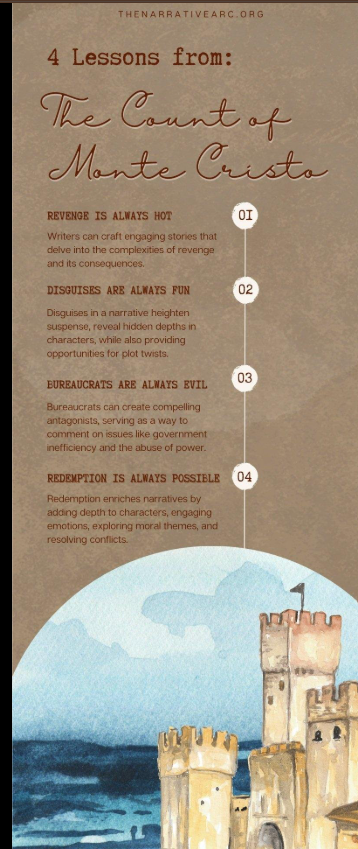 THENARRATIVEARC.ORG
4 Lessons from:
The Count of
Monte Cristo
REVENGE IS ALWAYS HOT
01
Writers can craft engaging stories that
delve into the complexities of revenge
and its consequences.
DISGUISES ARE ALWAYS FUN
02
Disguises in a narrative heighten
suspense, reveal hidden depths in
characters, while also providing
opportunities for plot twists.
BUREAUCRATS ARE ALWAYS EVIL
03
Bureaucrats can create compelling
antagonists, serving as a way to
comment on issues like government
inefficiency and the abuse of power.
REDEMPTION IS ALWAYS POSSIBLE
04
Redemption enriches narratives by
adding depth to characters, engaging
emotions, exploring moral themes, and
resolving conflicts.